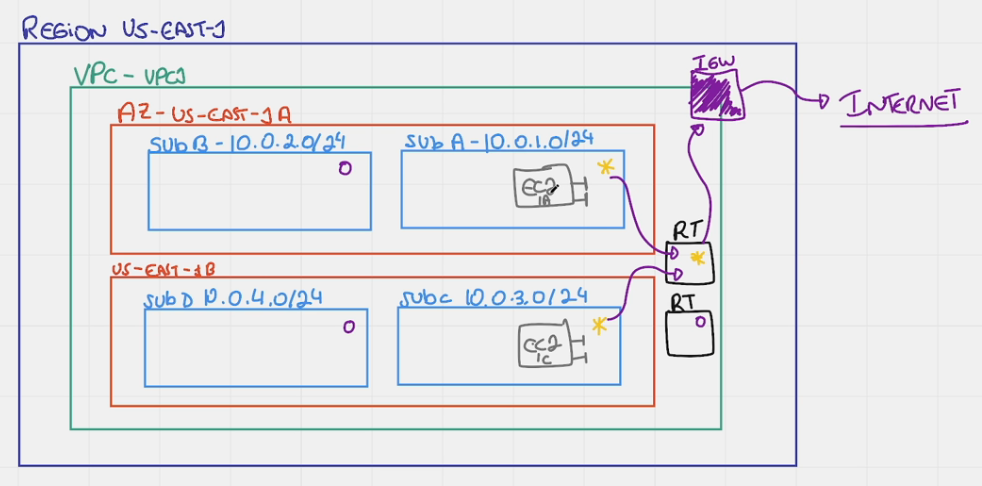 REGION US-EAST-1
VPC - VPC1
IGW
INTERNET
AZ - US-EAST-1A
SUB B - 10.0.2.0/24
SUB A - 10.0.1.0/24
EC2
1A
RT
US-EAST-1B
SUB D 10.0.4.0/24
SUB C 10.0.3.0/24
EC2
1C
RT